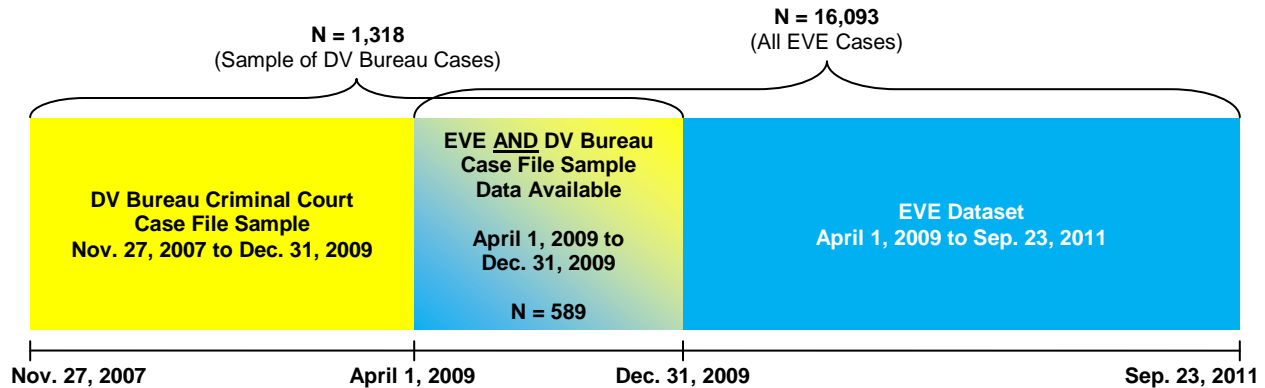 N = 1,318
(Sample of DV Bureau Cases)
N = 16,093
(All EVE Cases)
DV Bureau Criminal Court
Case File Sample
Nov. 27, 2007 to Dec. 31, 2009
EVE AND DV Bureau
Case File Sample
Data Available
April 1, 2009 to
Dec. 31, 2009
N = 589
EVE Dataset
April 1, 2009 to Sep. 23, 2011
Nov. 27, 2007
April 1, 2009
Dec. 31, 2009
Sep. 23, 2011